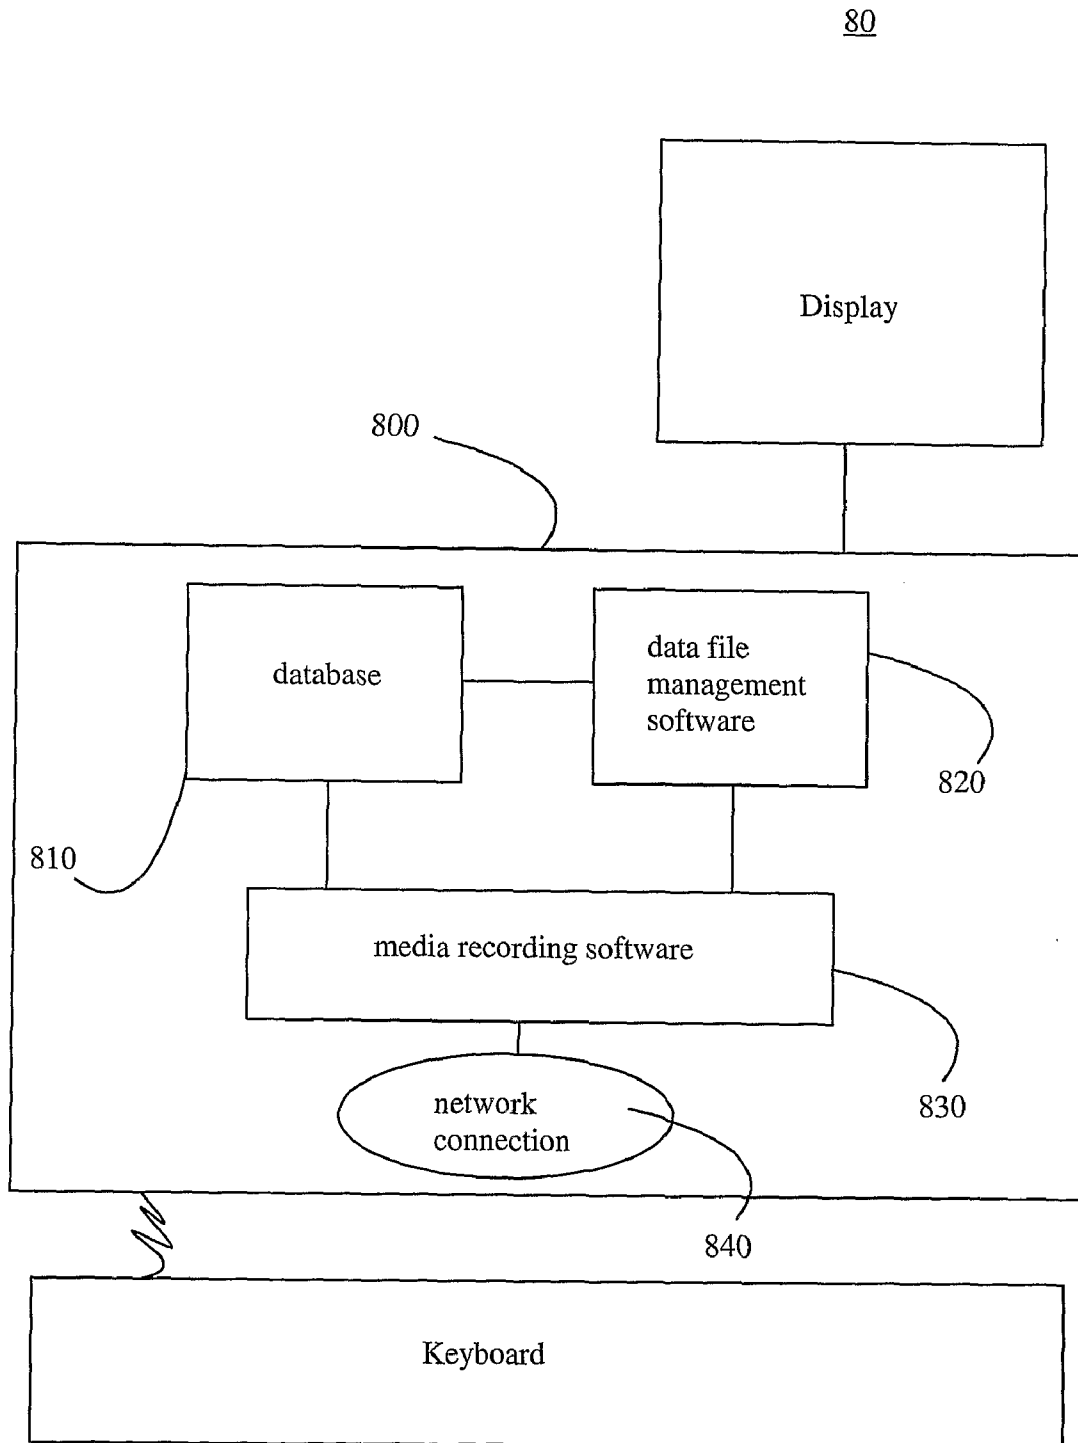 80
Display
800
database
data file
management
software
820
810
media recording software
830
network
connection
840
Keyboard